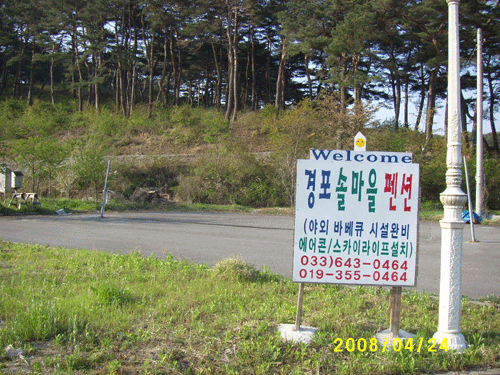 Welcome
경포 솔마을 펜션
(야외 바베큐 시설완비
에어콘/스카이라이프설치)
033)643-0464
019-355-0464
2008/04/24